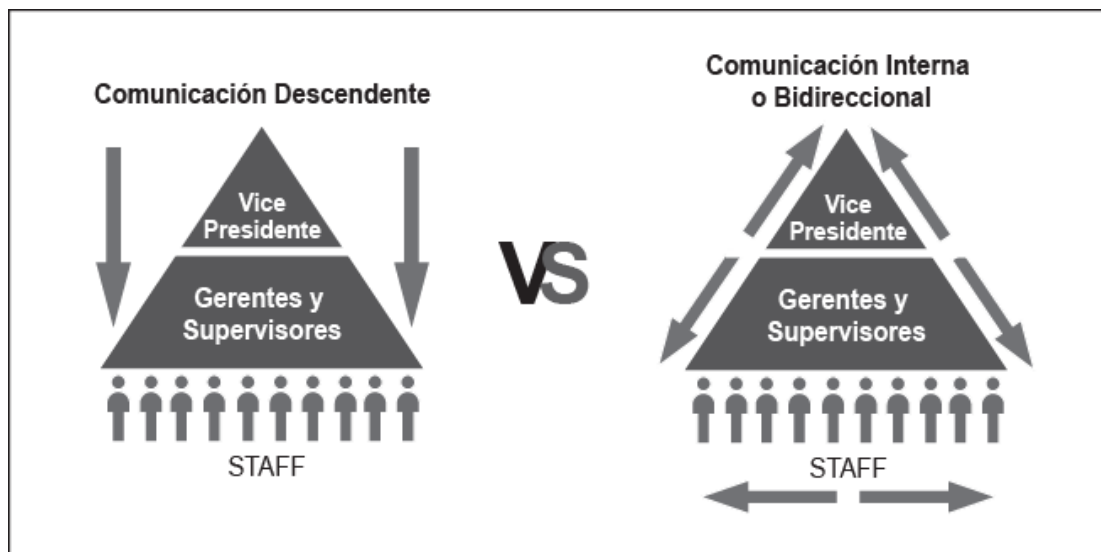 Comunicación Descendente
Vice
Presidente
Gerentes y
Supervisores
STAFF
VS
Comunicación Interna
o Bidireccional
Vice
Presidente
Gerentes y
Supervisores
STAFF